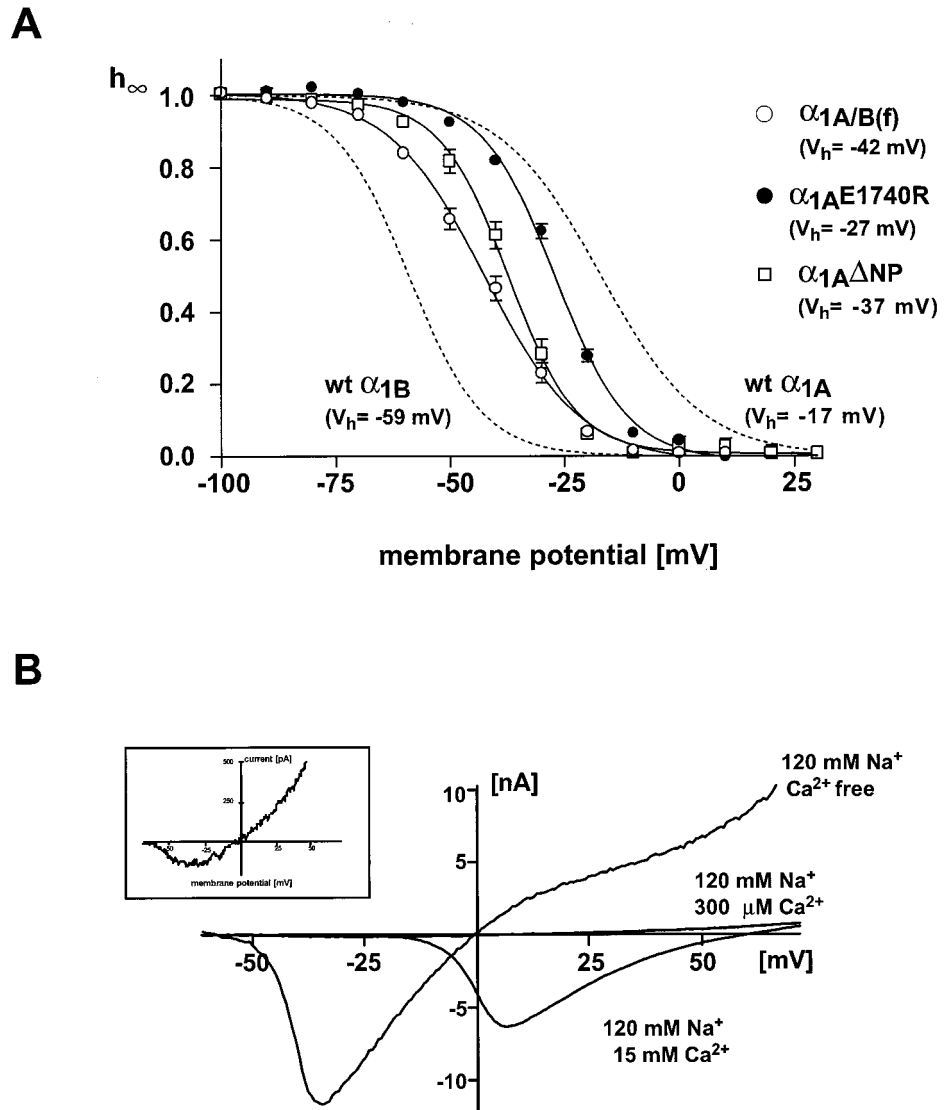 A
h∞
1.0
0.8
0.6
0.4
0.2
0.0
-100 -75 -50 -25 0 25
membrane potential [mV]
α1A/B(f)
(Vh= -42 mV)
α1AE1740R
(Vh= -27 mV)
α1AΔNP
(Vh= -37 mV)
wt α1B
(Vh= -59 mV)
wt α1A
(Vh= -17 mV)
B
current [pA]
500
250
-50 -25 25 50
membrane potential [mV]
[nA]
10
5
-5
-10
-50 -25 25 50 [mV]
120 mM Na+
Ca2+ free
120 mM Na+
300 μM Ca2+
120 mM Na+
15 mM Ca2+